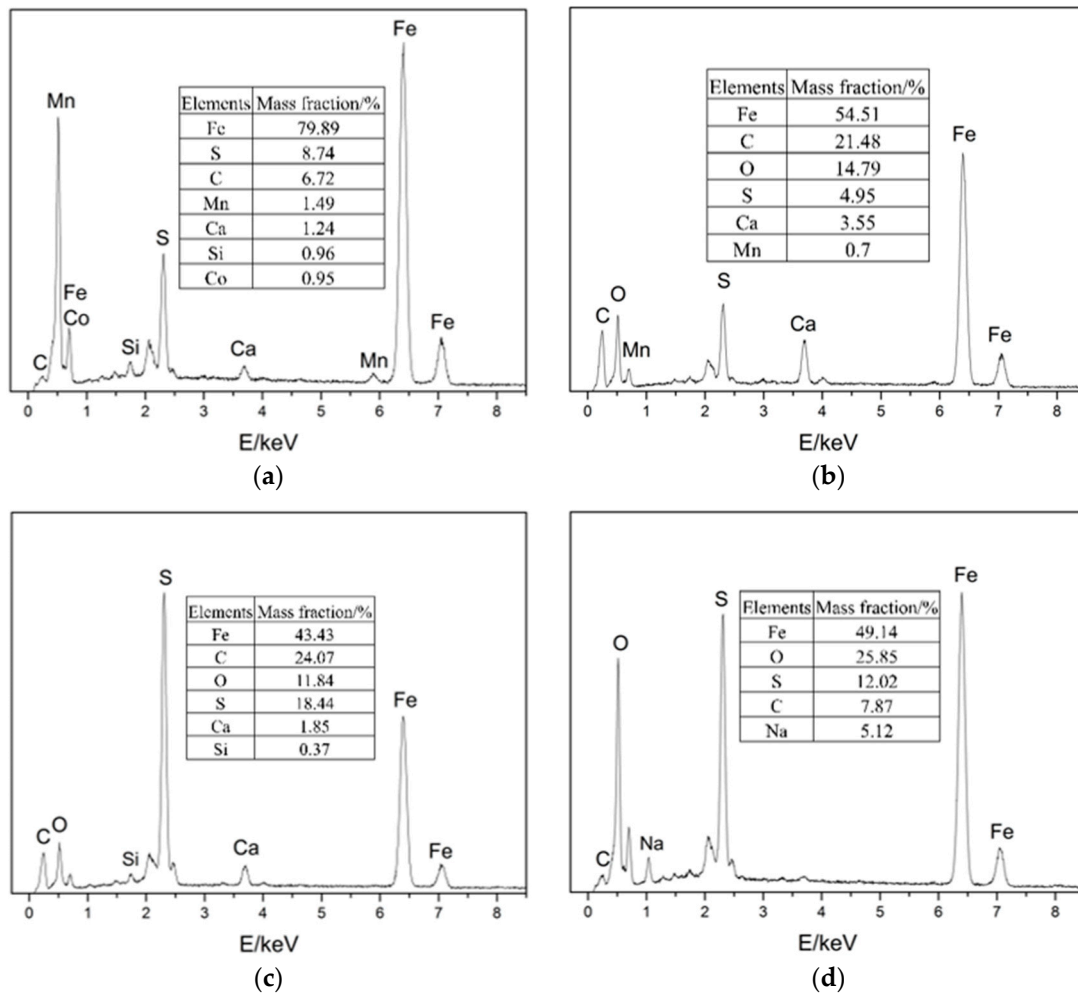 Fe
Mn
Elements Mass fraction/%
Fe 79.89
S 8.74
C 6.72
Mn 1.49
Ca 1.24
Si 0.96
Co 0.95
S
Fe
Co
C
Si
Ca
Mn
Fe
0 1 2 3 4 5 6 7 8
E/keV
(a)
Elements Mass fraction/%
Fe 54.51
C 21.48
O 14.79
S 4.95
Ca 3.55
Mn 0.7
Fe
C
O
Mn
S
Ca
Fe
0 1 2 3 4 5 6 7 8
E/keV
(b)
S
Elements Mass fraction/%
Fe 43.43
C 24.07
O 11.84
S 18.44
Ca 1.85
Si 0.37
Fe
C
O
Si
Ca
Fe
0 1 2 3 4 5 6 7 8
E/keV
(c)
Fe
S
O
Elements Mass fraction/%
Fe 49.14
O 25.85
S 12.02
C 7.87
Na 5.12
C
Na
Fe
0 1 2 3 4 5 6 7 8
E/keV
(d)